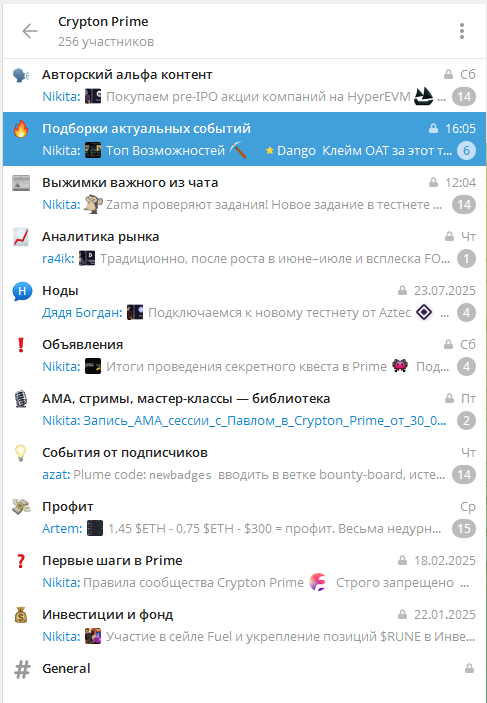 Crypton Prime
256 участников
Авторский альфа контент Сб
Nikita: Покупаем pre-IPO акции компаний на HyperEVM ... 14
Подборки актуальных событий 16:05
Nikita: Топ Возможностей Dango Клейм ОАТ за этот т... 6
Выжимки важного из чата 12:04
Nikita: Zama проверяют задания! Новое задание в тестнете ... 14
Аналитика рынка Чт
ra4ik: Традиционно, после роста в июне–июле и всплеска FO... 1
Ноды 23.07.2025
Дядя Богдан: Подключаемся к новому тестнету от Aztec ... 4
Объявления Сб
Nikita: Итоги проведения секретного квеста в Prime Под... 4
АМА, стримы, мастер-классы — библиотека Пт
Nikita: Запись_АМА_сессии_с_Павлом_в_Crypton_Prime_от_30_0... 2
События от подписчиков Чт
azat: Plume code: newbadges вводить в ветке bounty-board, исте... 14
Профит Ср
Artem: 1,45 $ETH - 0,75 $ETH - $300 = профит. Весьма недурн... 15
Первые шаги в Prime 18.02.2025
Nikita: Правила сообщества Crypton Prime Строго запрещено ...
Инвестиции и фонд 22.01.2025
Nikita: Участие в сейле Fuel и укрепление позиций $RUNE в Инве...
# General